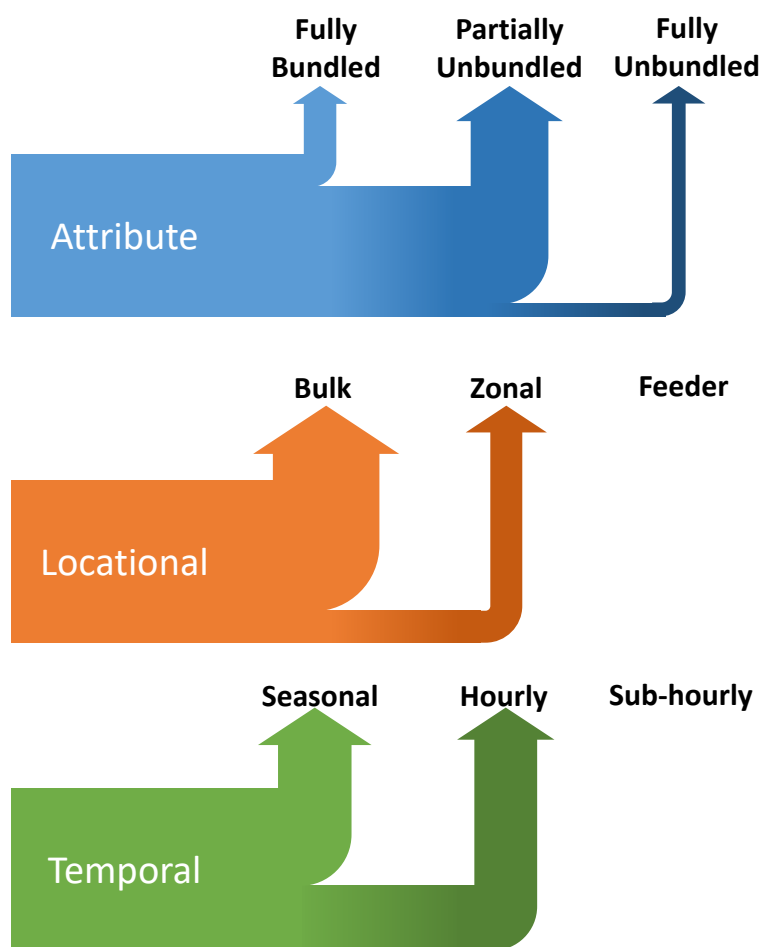 Fully Bundled
Partially Unbundled
Fully Unbundled
Attribute
Bulk
Zonal
Feeder
Locational
Seasonal
Hourly
Sub-hourly
Temporal